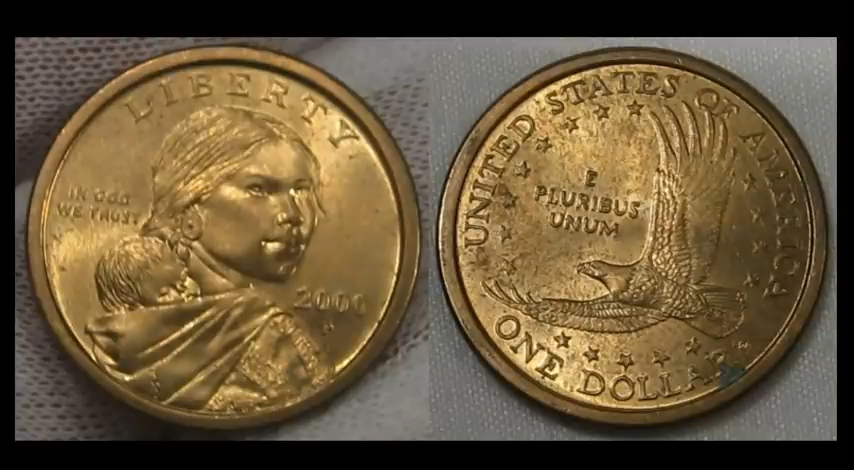 LIBERTY
IN GOD
WE TRUST
2000
UNITED STATES OF AMERICA
E
PLURIBUS
UNUM
ONE DOLLAR